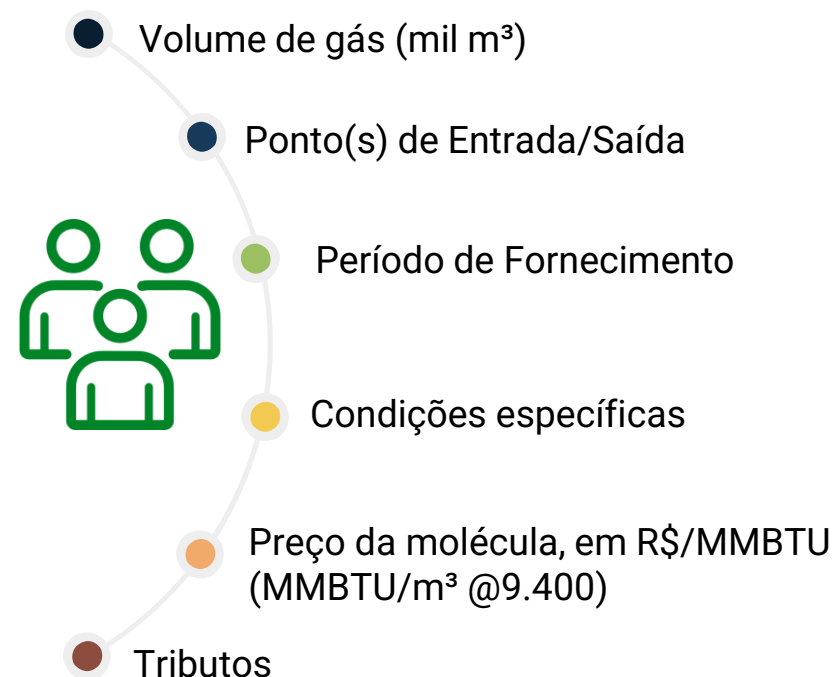 Volume de gás (mil m³)
Ponto(s) de Entrada/Saída
Período de Fornecimento
Condições específicas
Preço da molécula, em R$/MMBTU
(MMBTU/m³ @9.400)
Tributos